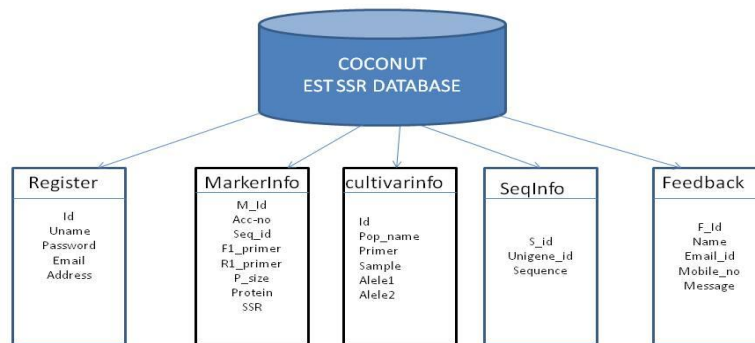 COCONUT
EST SSR DATABASE
Register
Id
Uname
Password
Email
Address
MarkerInfo
M_Id
Acc-no
Seq_id
F1_primer
R1_primer
P_size
Protein
SSR
cultivarinfo
Id
Pop_name
Primer
Sample
Alele1
Alele2
SeqInfo
S_id
Unigene_id
Sequence
Feedback
F_Id
Name
Email_id
Mobile_no
Message